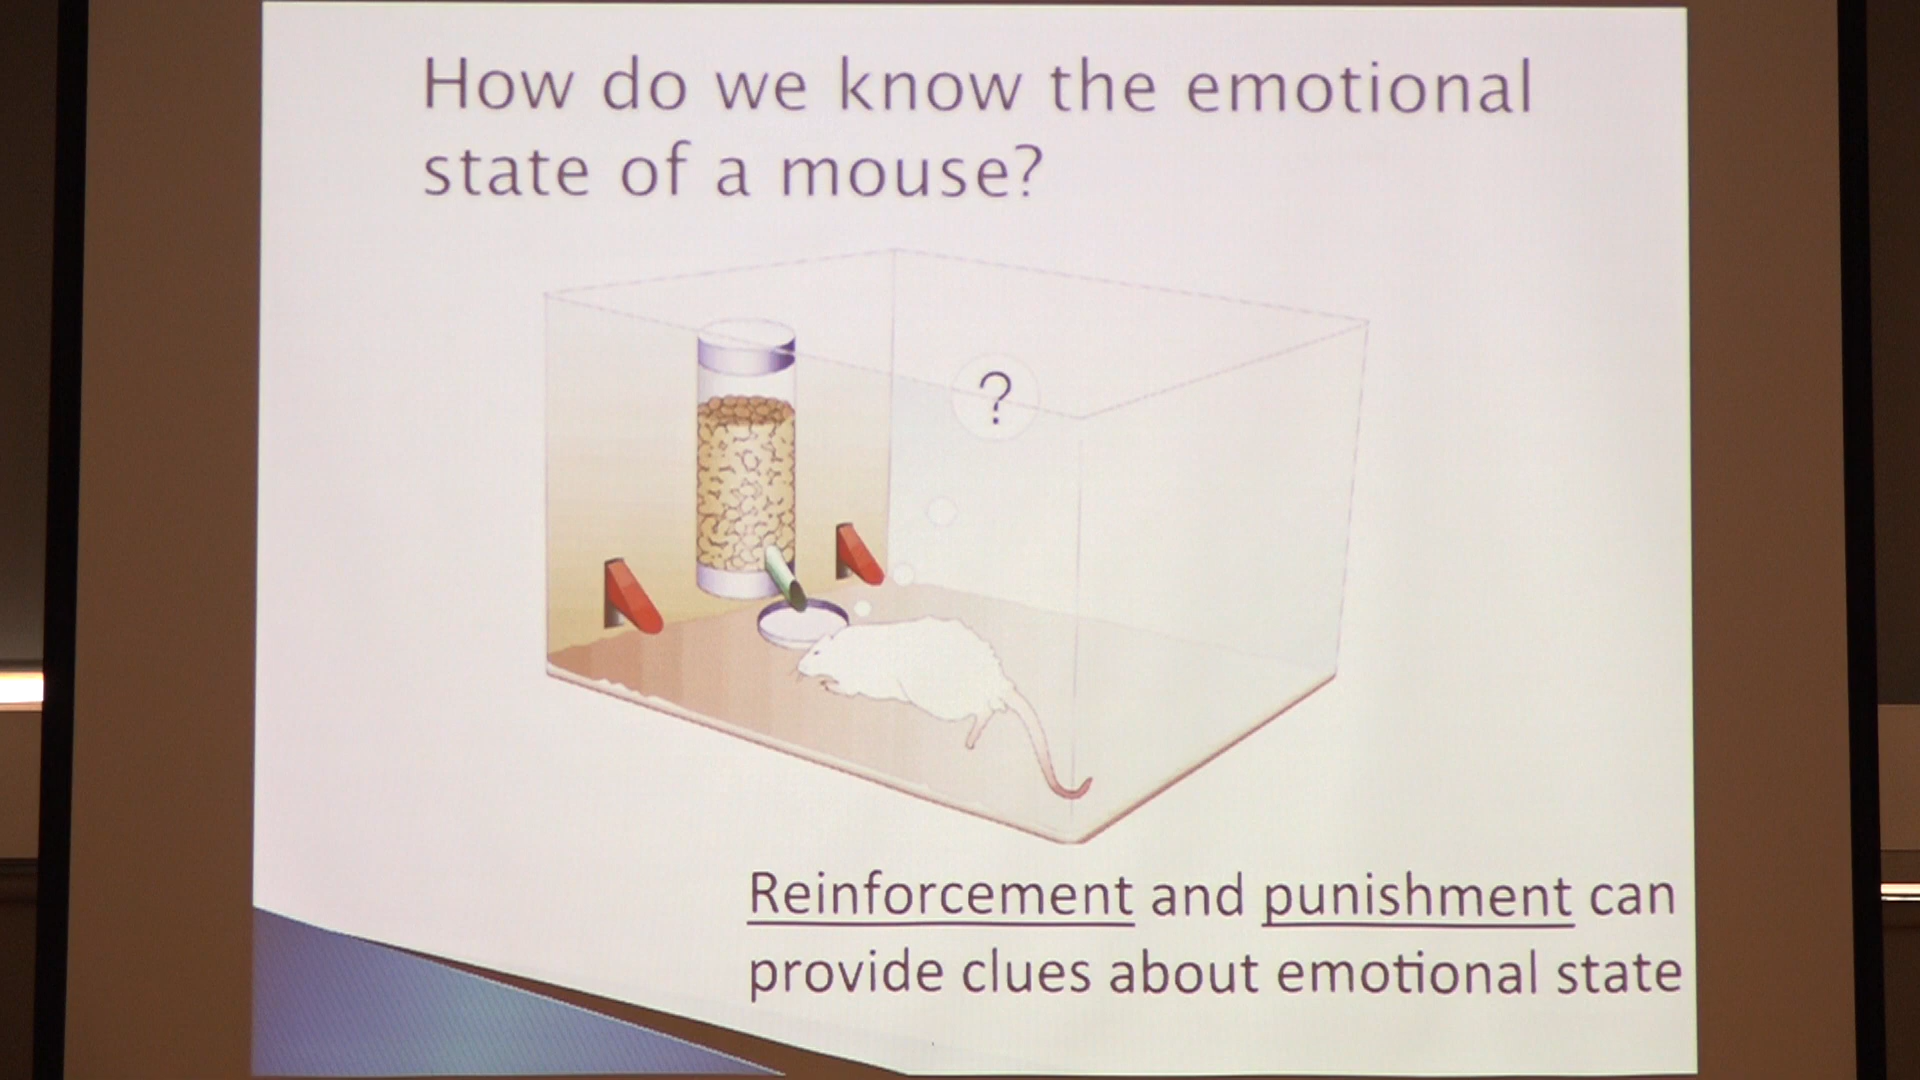 How do we know the emotional
state of a mouse?
?
Reinforcement and punishment can
provide clues about emotional state